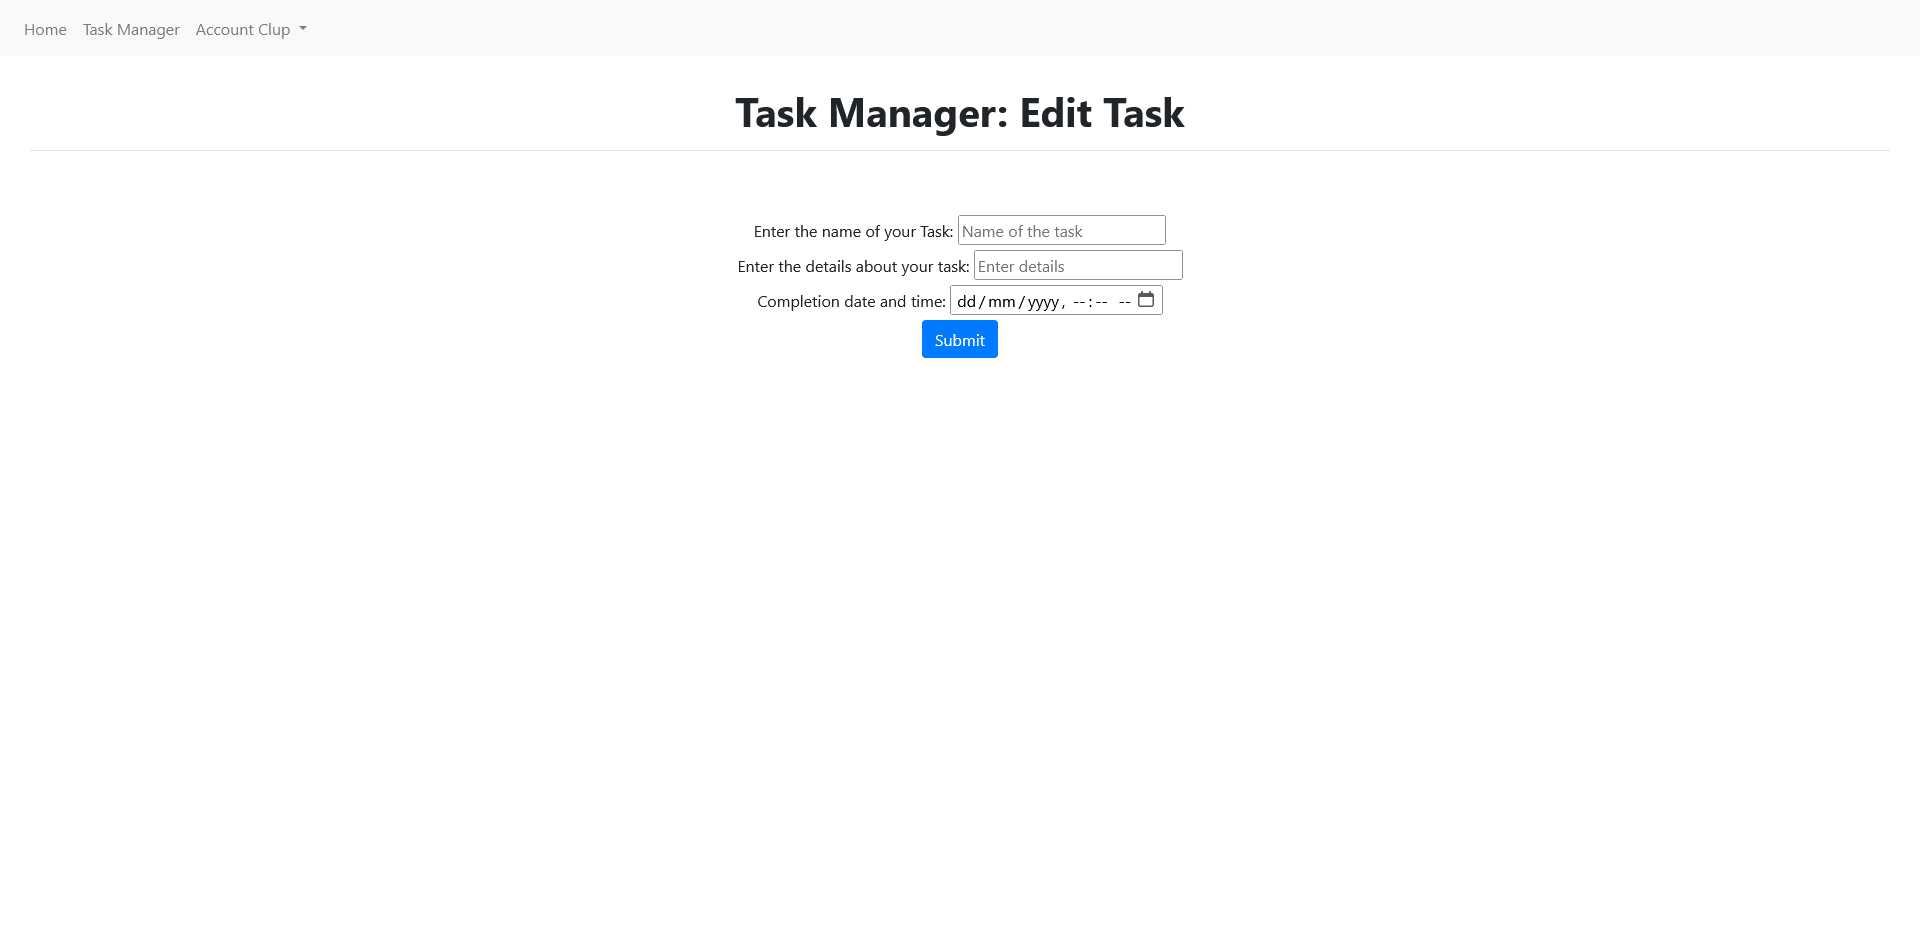 Home Task Manager Account Clup
Task Manager: Edit Task
Enter the name of your Task: Name of the task
Enter the details about your task: Enter details
Completion date and time: dd/mm/yyyy, --:-- --
Submit